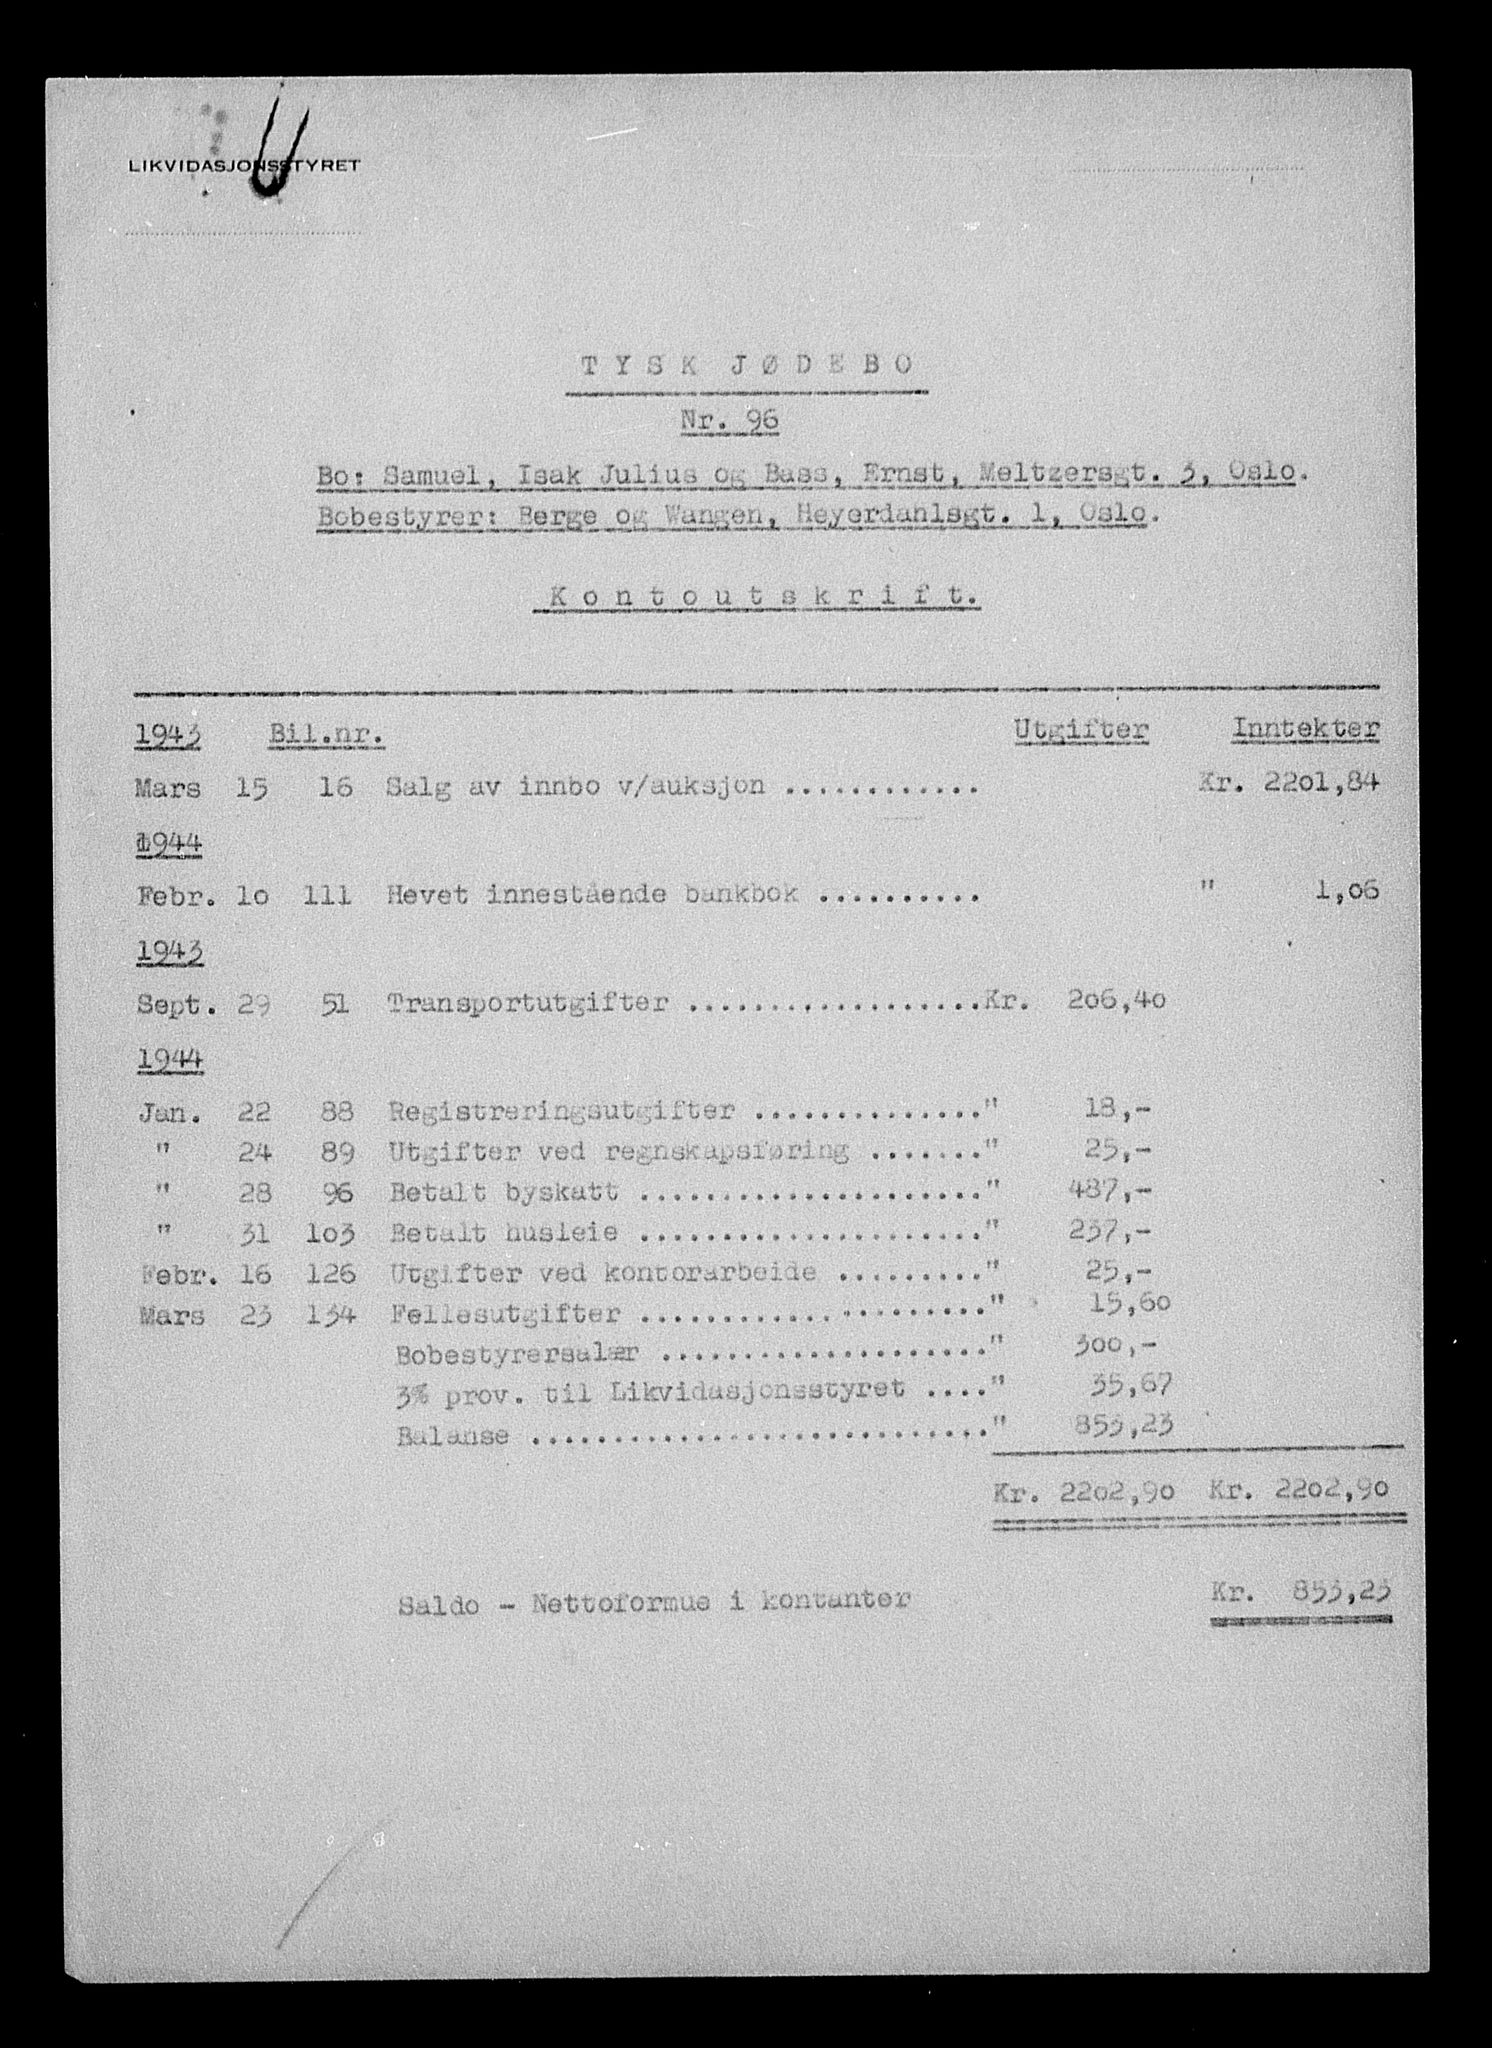 LIKVIDASJONSSTYRET
TYSK JØDEBO
Nr. 96
Bo: Samuel, Isak Julius og Bass, Ernst, Meltzersgt. 3, Oslo.
Bobestyrer: Berge og Wangen, Heyerdahlsgt. 1, Oslo.
Kontoutskrift.
1943 Bil.nr. Utgifter Inntekter
Mars 15 16 Salg av innbo v/auksjon ............ Kr. 2201,84
1944
Febr. 10 111 Hevet innestående bankbok .......... " 1,06
1943
Sept. 29 51 Transportutgifter ..................Kr. 206,40
1944
Jan. 22 88 Registreringsutgifter .............." 18,-
" 24 89 Utgifter ved regnskapsføring ......." 25,-
" 28 96 Betalt byskatt ....................." 487,-
" 31 103 Betalt husleie ....................." 237,-
Febr. 16 126 Utgifter ved kontorarbeide ........." 25,-
Mars 23 134 Fellesutgifter ....................." 15,60
Bobestyrersalær ...................." 300,-
3% prov. til Likvidasjonsstyret ...." 35,67
Balanse ............................" 853,23
Kr. 2202,90 Kr. 2202,90
Saldo - Nettoformue i kontanter Kr. 853,23